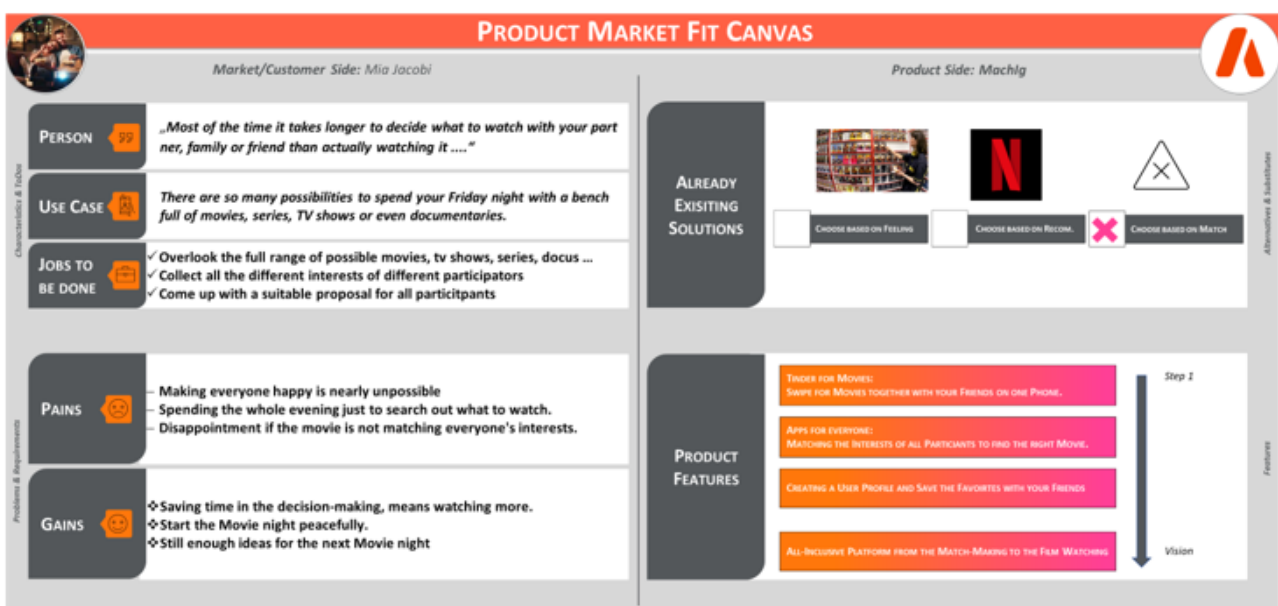 PRODUCT MARKET FIT CANVAS
Market/Customer Side: Mia Jacobi
Characteristics & ToDos
PERSON
„Most of the time it takes longer to decide what to watch with your part
ner, family or friend than actually watching it ....“
USE CASE
There are so many possibilities to spend your Friday night with a bench
full of movies, series, TV shows or even documentaries.
JOBS TO
BE DONE
Overlook the full range of possible movies, tv shows, series, docus ...
Collect all the different interests of different participators
Come up with a suitable proposal for all particitpants
Problems & Requirements
PAINS
– Making everyone happy is nearly unpossible
– Spending the whole evening just to search out what to watch.
– Disappointment if the movie is not matching everyone's interests.
GAINS
Saving time in the decision-making, means watching more.
Start the Movie night peacefully.
Still enough ideas for the next Movie night
Product Side: MachIg
ALREADY
EXISITING
SOLUTIONS
N
CHOOSE BASED ON FEELING
CHOOSE BASED ON RECOM.
CHOOSE BASED ON MATCH
Alternatives & Substitutes
PRODUCT
FEATURES
TINDER FOR MOVIES:
SWIPE FOR MOVIES TOGETHER WITH YOUR FRIENDS ON ONE PHONE.
APPS FOR EVERYONE:
MATCHING THE INTERESTS OF ALL PARTICIANTS TO FIND THE RIGHT MOVIE.
CREATING A USER PROFILE AND SAVE THE FAVOIRTES WITH YOUR FRIENDS
ALL-INCLUSIVE PLATFORM FROM THE MATCH-MAKING TO THE FILM WATCHING
Step 1
Vision
Features